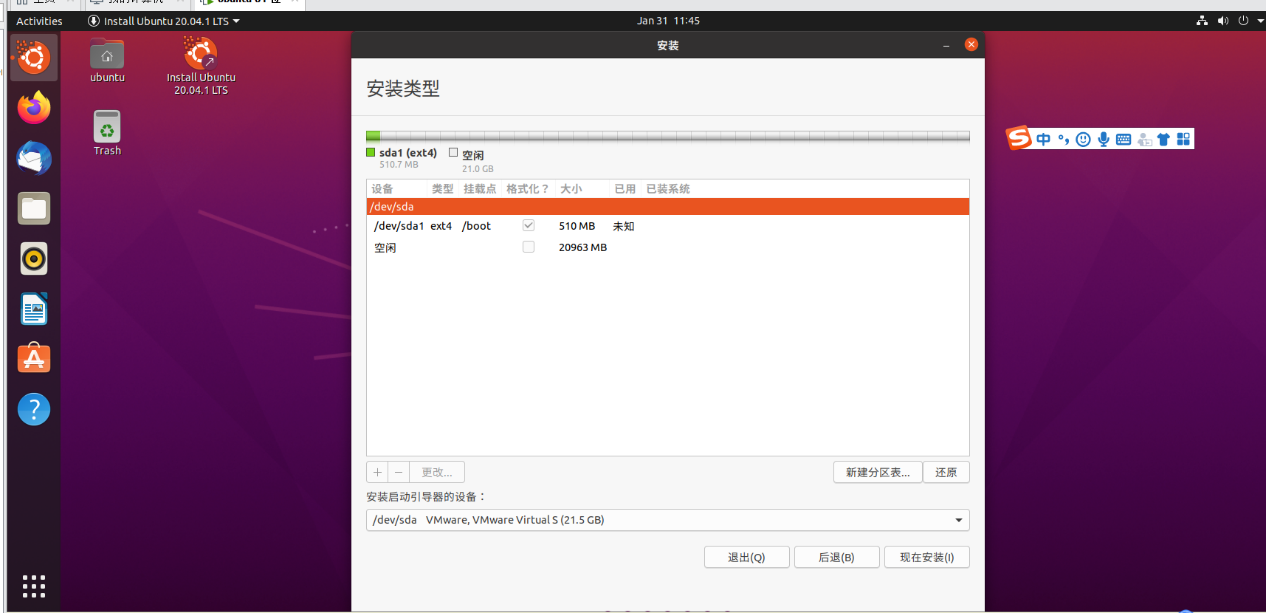 Activities
Install Ubuntu 20.04.1 LTS
Jan 31 11:45
ubuntu
Install Ubuntu
20.04.1 LTS
Trash
安装
安装类型
sda1 (ext4)
510.7 MB
空闲
21.0 GB
设备 类型 挂载点 格式化？ 大小 已用 已装系统
/dev/sda
/dev/sda1 ext4 /boot 510 MB 未知
空闲 20963 MB
+ − 更改...
新建分区表... 还原
安装启动引导器的设备：
/dev/sda VMware, VMware Virtual S (21.5 GB)
退出(Q) 后退(B) 现在安装(I)
中